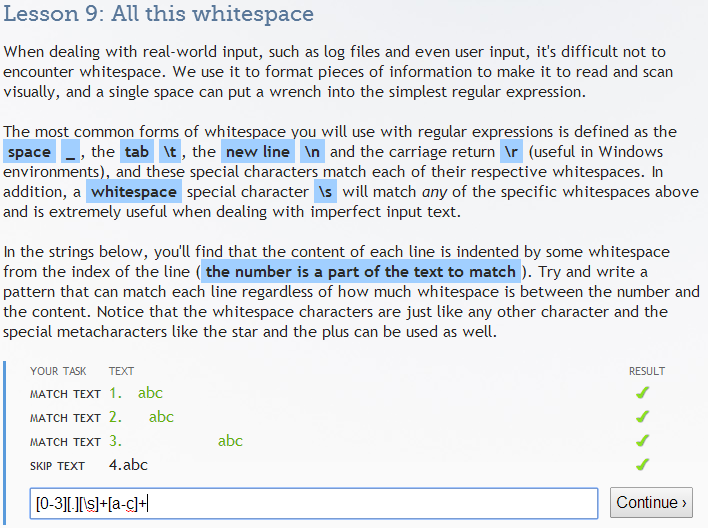 Lesson 9: All this whitespace
When dealing with real-world input, such as log files and even user input, it's difficult not to
encounter whitespace. We use it to format pieces of information to make it to read and scan
visually, and a single space can put a wrench into the simplest regular expression.
The most common forms of whitespace you will use with regular expressions is defined as the
space _ , the tab \t , the new line \n and the carriage return \r (useful in Windows
environments), and these special characters match each of their respective whitespaces. In
addition, a whitespace special character \s will match any of the specific whitespaces above
and is extremely useful when dealing with imperfect input text.
In the strings below, you'll find that the content of each line is indented by some whitespace
from the index of the line ( the number is a part of the text to match ). Try and write a
pattern that can match each line regardless of how much whitespace is between the number and
the content. Notice that the whitespace characters are just like any other character and the
special metacharacters like the star and the plus can be used as well.
YOUR TASK TEXT RESULT
MATCH TEXT 1. abc
MATCH TEXT 2. abc
MATCH TEXT 3. abc
SKIP TEXT 4.abc
[0-3][.][\s]+[a-c]+ Continue ›